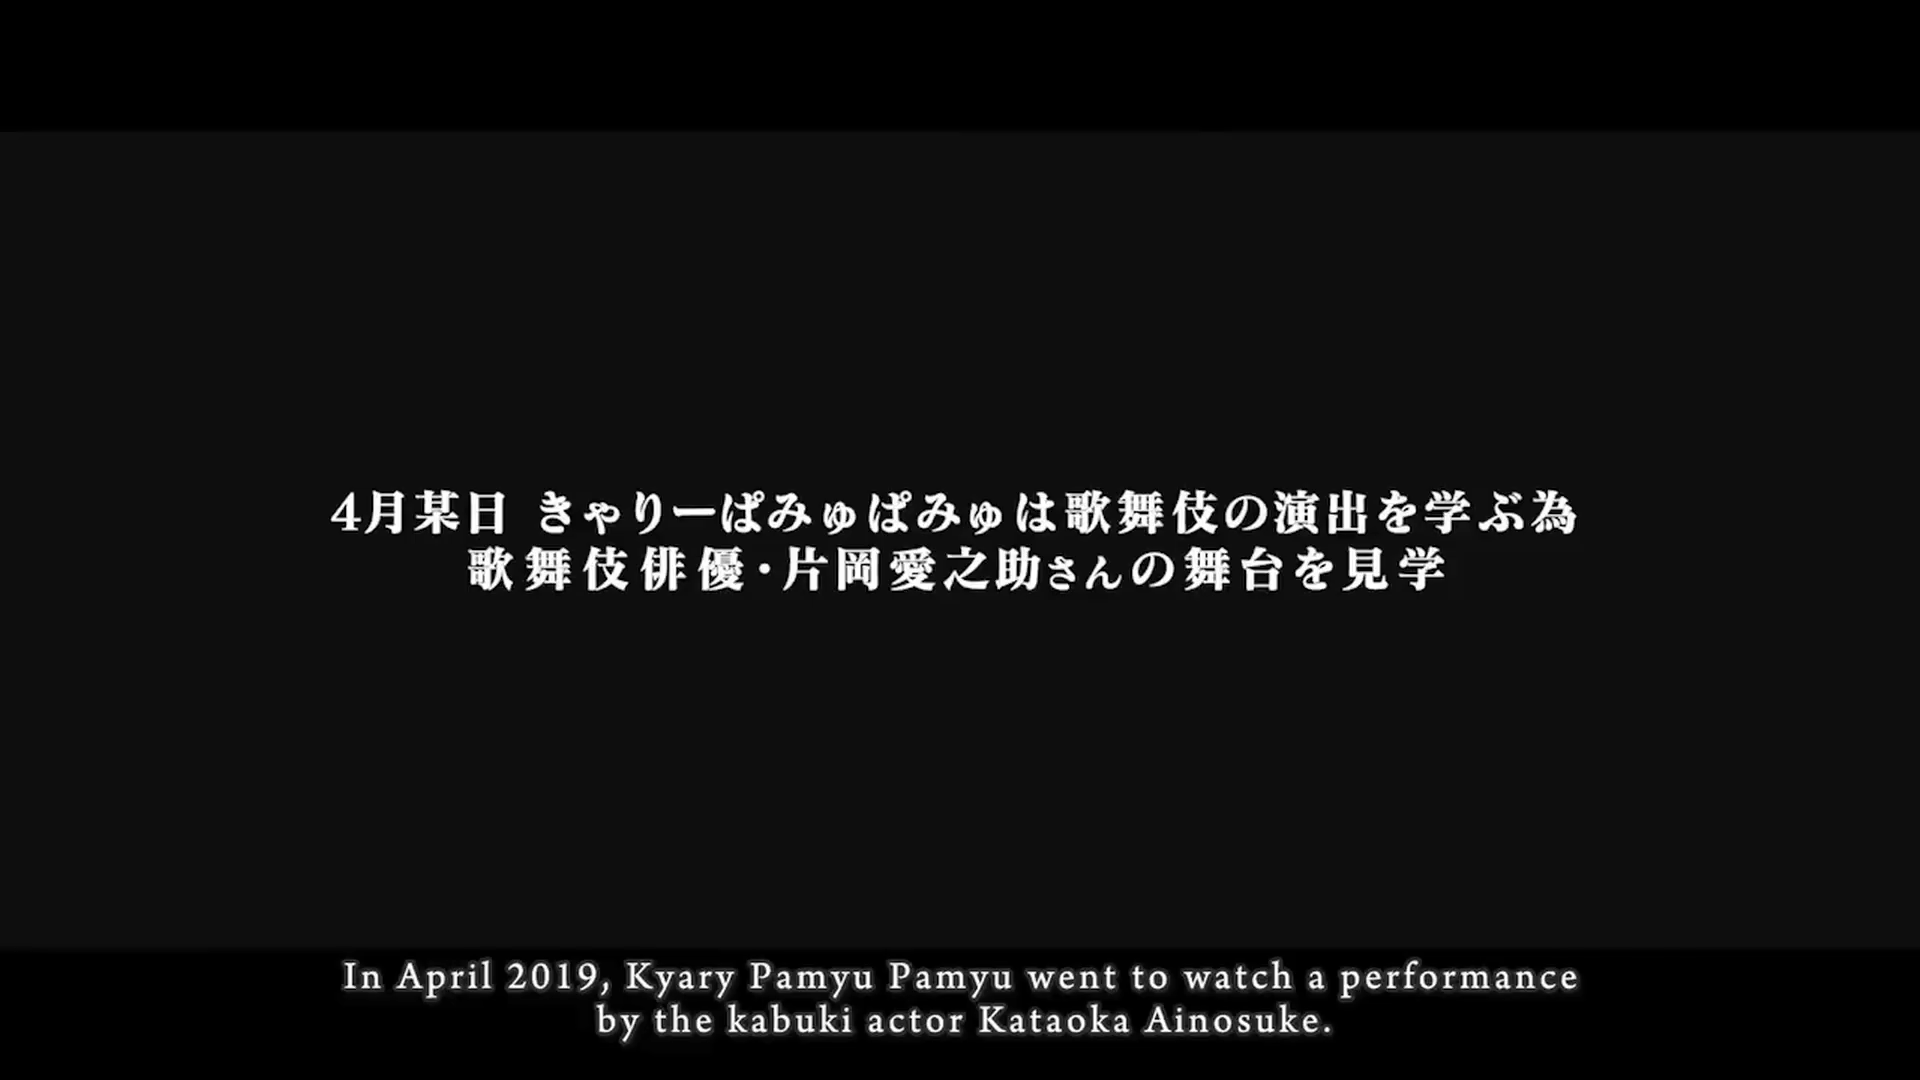 4月某日 きゃりーぱみゅぱみゅは歌舞伎の演出を学ぶ為
歌舞伎俳優・片岡愛之助さんの舞台を見学
In April 2019, Kyary Pamyu Pamyu went to watch a performance
by the kabuki actor Kataoka Ainosuke.